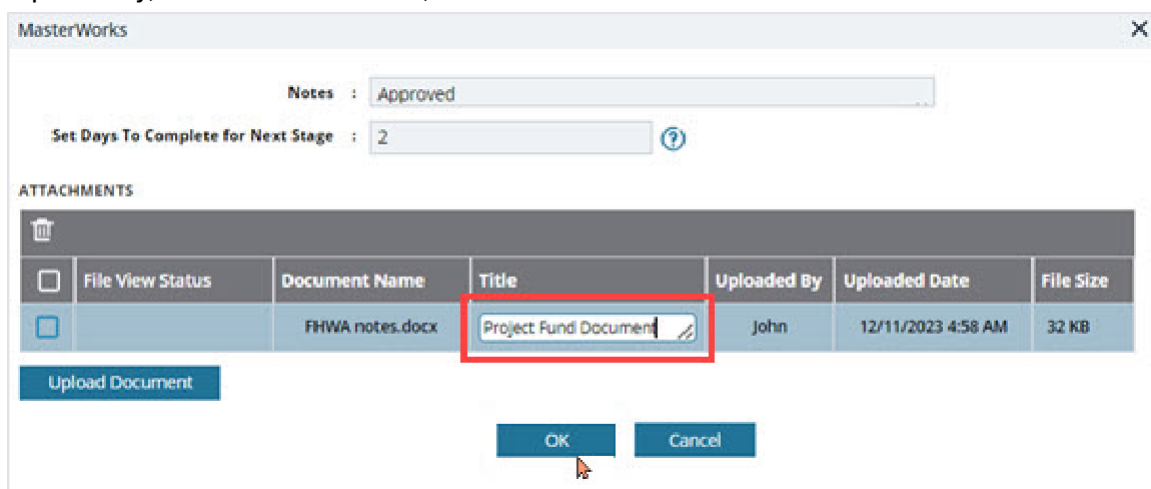 MasterWorks
Notes : Approved
Set Days To Complete for Next Stage : 2 ?
ATTACHMENTS
File View Status Document Name Title Uploaded By Uploaded Date File Size
FHWA notes.docx Project Fund Document John 12/11/2023 4:58 AM 32 KB
Upload Document
OK Cancel